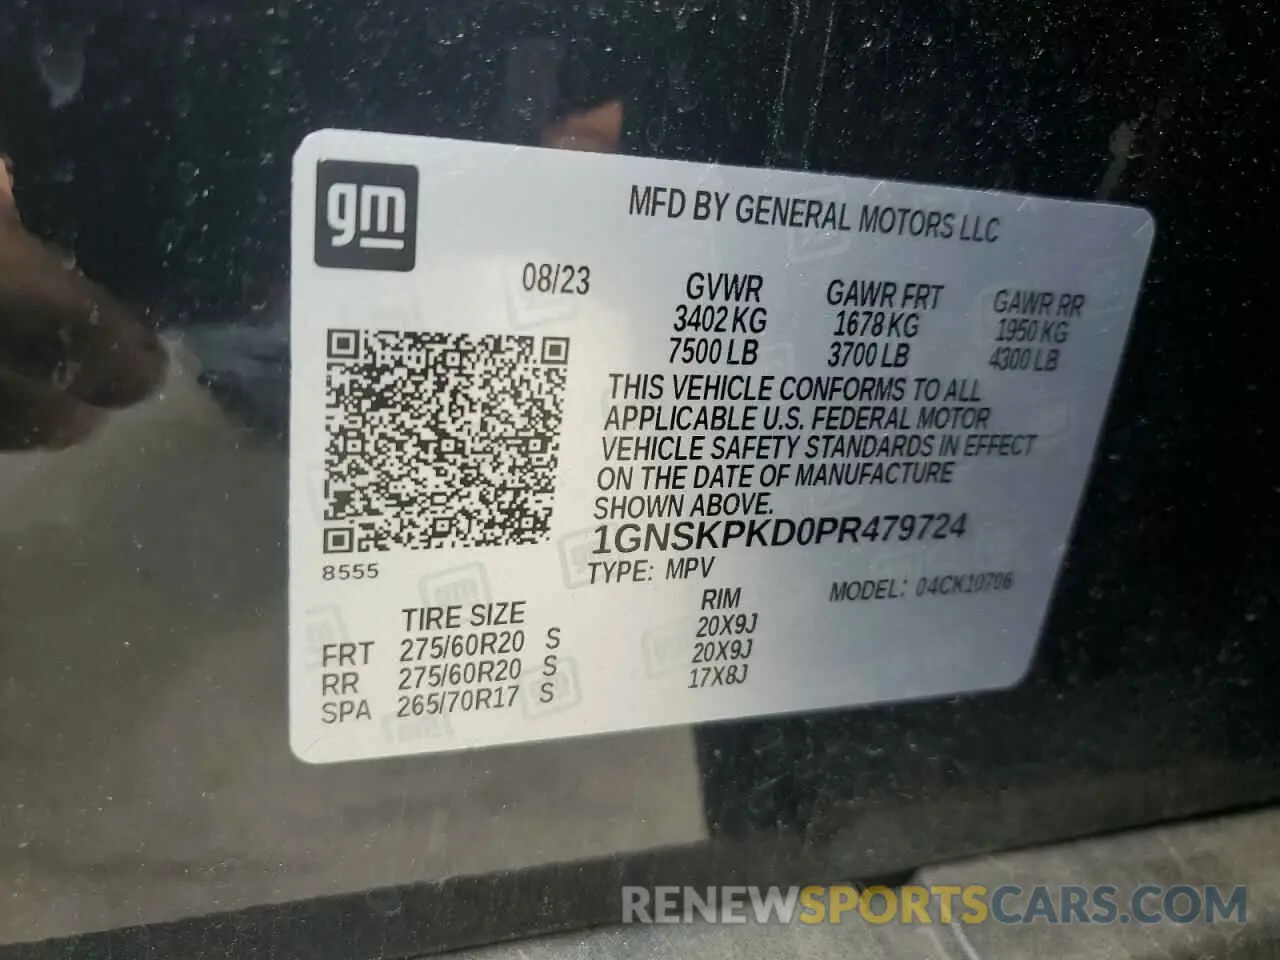 gm
MFD BY GENERAL MOTORS LLC
08/23
GVWR GAWR FRT GAWR RR
3402 KG 1678 KG 1950 KG
7500 LB 3700 LB 4300 LB
THIS VEHICLE CONFORMS TO ALL
APPLICABLE U.S. FEDERAL MOTOR
VEHICLE SAFETY STANDARDS IN EFFECT
ON THE DATE OF MANUFACTURE
SHOWN ABOVE.
1GNSKPKD0PR479724
8555
TYPE: MPV MODEL: 04CK10706
TIRE SIZE RIM
FRT 275/60R20 S 20X9J
RR 275/60R20 S 20X9J
SPA 265/70R17 S 17X8J
RENEWSPORTSCARS.COM